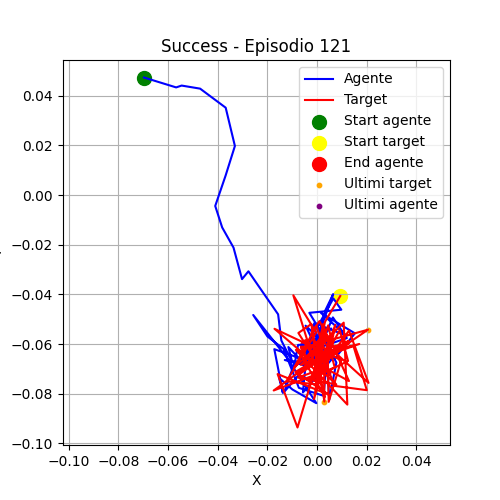 Success - Episodio 121
Agente
Target
Start agente
Start target
End agente
Ultimi target
Ultimi agente
0.04
0.02
0.00
−0.02
−0.04
−0.06
−0.08
−0.10
−0.10 −0.08 −0.06 −0.04 −0.02 0.00 0.02 0.04
X